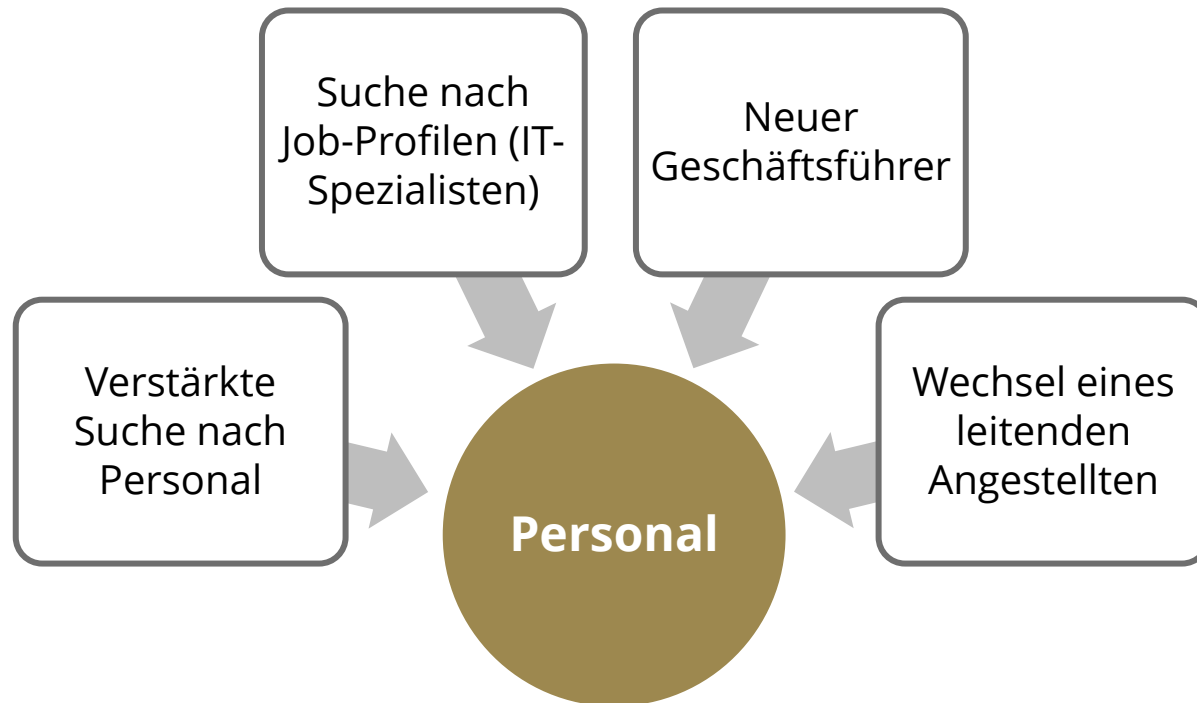 Verstärkte
Suche nach
Personal
Suche nach
Job-Profilen (IT-
Spezialisten)
Neuer
Geschäftsführer
Wechsel eines
leitenden
Angestellten
Personal